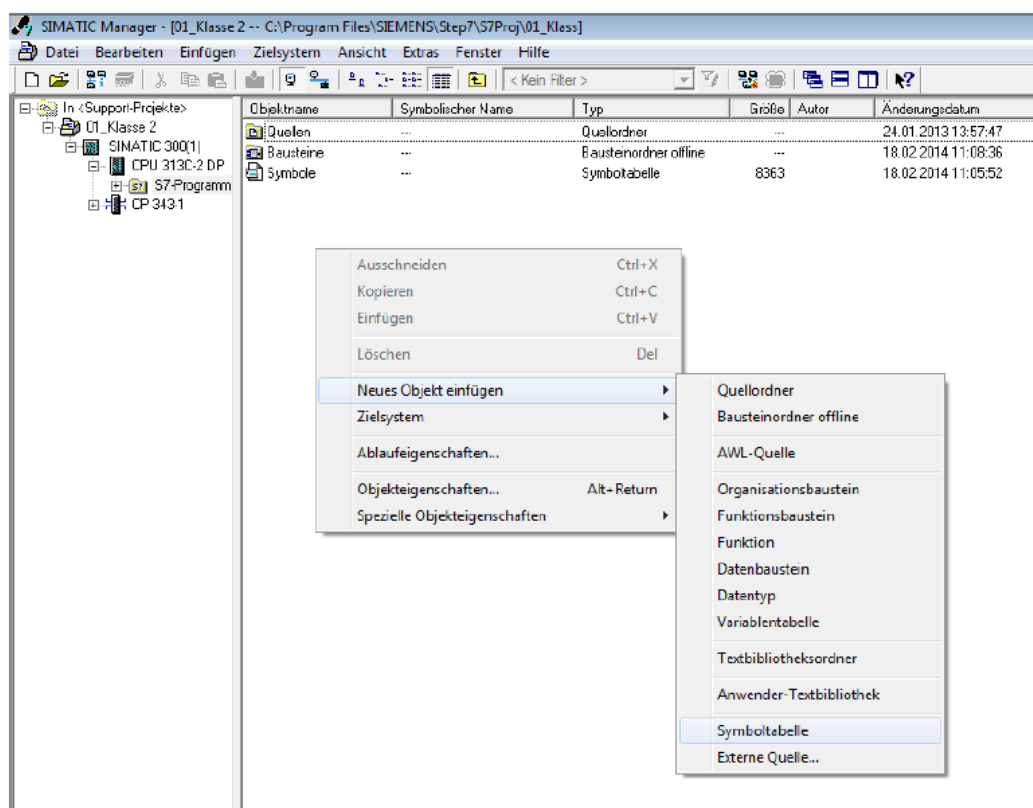 SIMATIC Manager - [01_Klasse 2 -- C:\Program Files\SIEMENS\Step7\S7Proj\01_Klass]
Datei Bearbeiten Einfügen Zielsystem Ansicht Extras Fenster Hilfe
< Kein Filter >
In <Support-Projekte>
01_Klasse 2
SIMATIC 300(1)
CPU 313C-2 DP
S7-Programm
CP 343-1
Objektname Symbolischer Name Typ Größe Autor Änderungsdatum
Quellen --- Quellordner --- 24.01.2013 13:57:47
Bausteine --- Bausteinordner offline --- 18.02.2014 11:08:36
Symbole --- Symboltabelle 8363 18.02.2014 11:05:52
Ausschneiden Ctrl+X
Kopieren Ctrl+C
Einfügen Ctrl+V
Löschen Del
Neues Objekt einfügen
Zielsystem
Ablaufeigenschaften...
Objekteigenschaften... Alt+Return
Spezielle Objekteigenschaften
Quellordner
Bausteinordner offline
AWL-Quelle
Organisationsbaustein
Funktionsbaustein
Funktion
Datenbaustein
Datentyp
Variablentabelle
Textbibliotheksordner
Anwender-Textbibliothek
Symboltabelle
Externe Quelle...